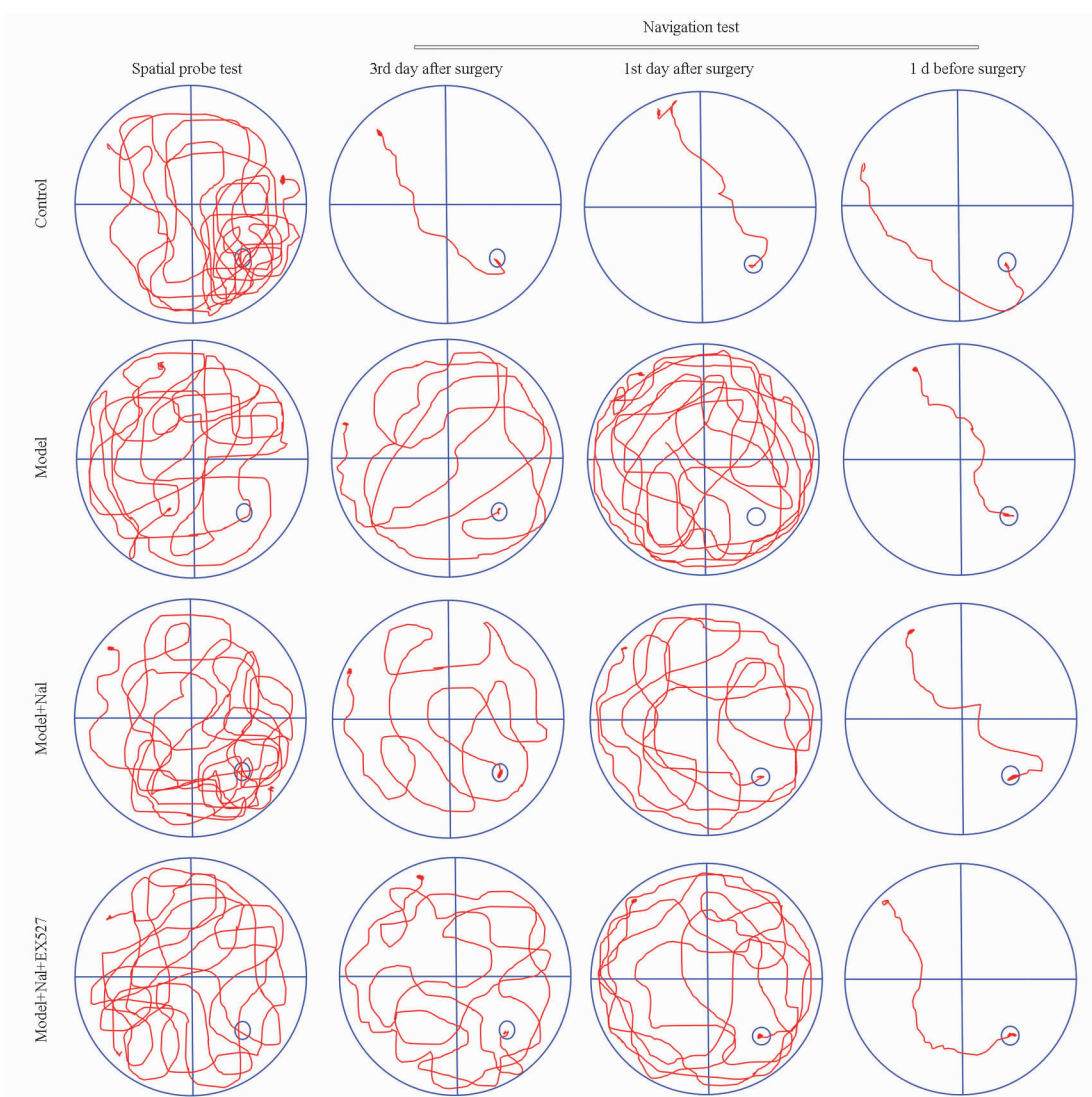 Navigation test
Spatial probe test
3rd day after surgery
1st day after surgery
1 d before surgery
Control
Model
Model+Nal
Model+Nal+EX527